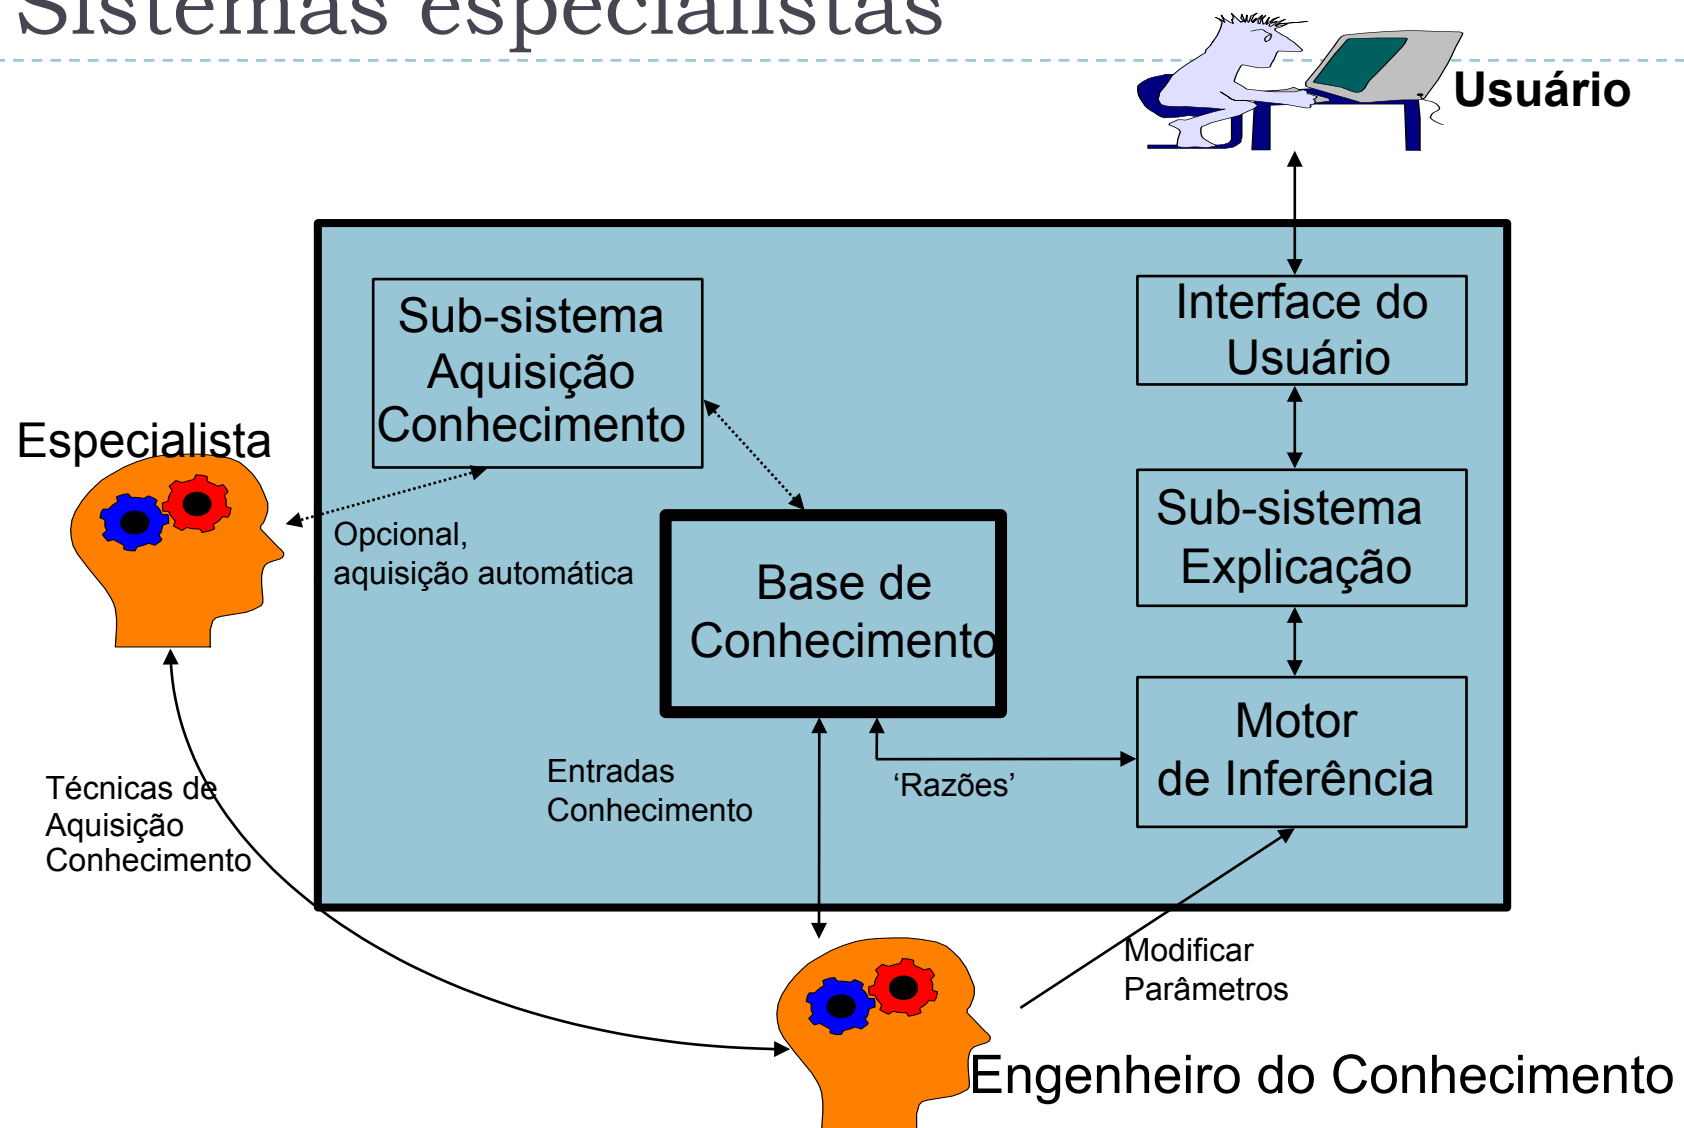 Sistemas especialistas
Usuário
Interface do
Usuário
Sub-sistema
Aquisição
Conhecimento
Especialista
Sub-sistema
Explicação
Opcional,
aquisição automática
Base de
Conhecimento
Motor
de Inferência
Entradas
Conhecimento
‘Razões’
Técnicas de
Aquisição
Conhecimento
Modificar
Parâmetros
Engenheiro do Conhecimento